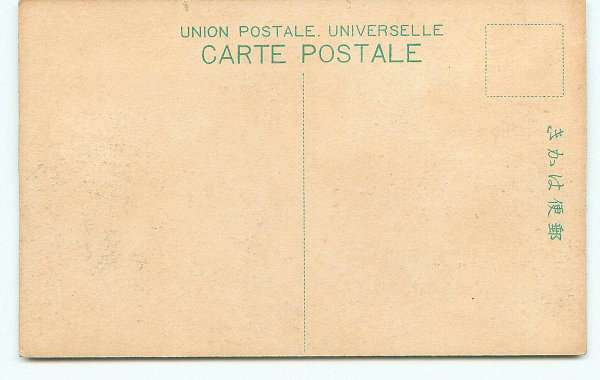 UNION POSTALE. UNIVERSELLE
CARTE POSTALE
郵便はかき